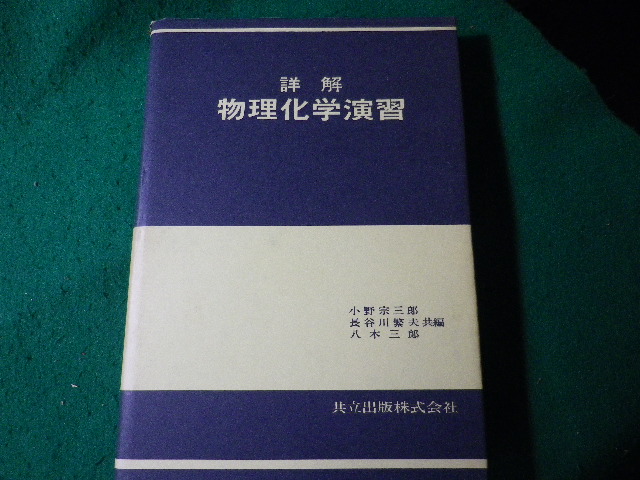 詳解
物理化学演習
小野宗三郎
長谷川繁夫共編
八木三郎
共立出版株式会社